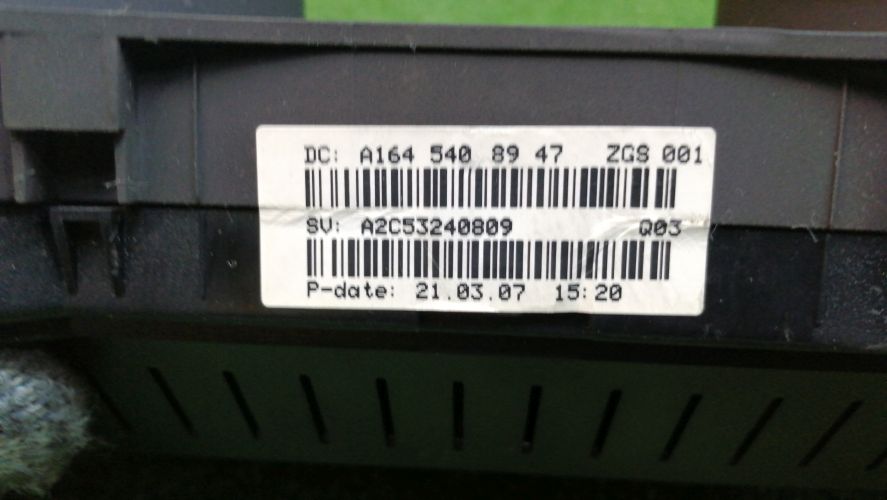 DC: A164 540 89 47 ZGS 001
SV: A2C53240809 Q03
P-date: 21.03.07 15:20